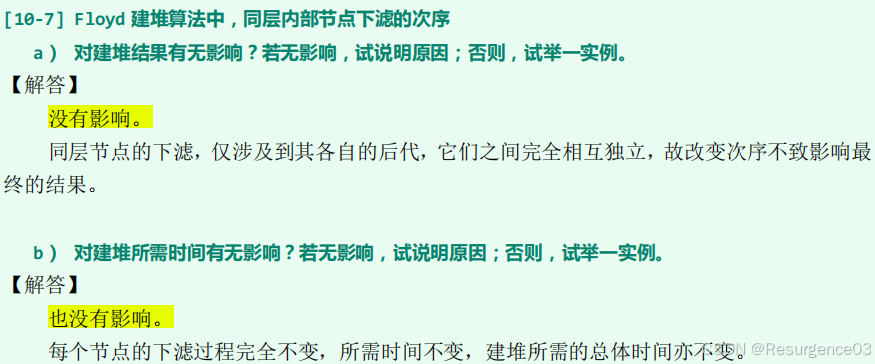 [10-7] Floyd 建堆算法中，同层内部节点下滤的次序
a） 对建堆结果有无影响？若无影响，试说明原因；否则，试举一实例。
【解答】
没有影响。
同层节点的下滤，仅涉及到其各自的后代，它们之间完全相互独立，故改变次序不致影响最
终的结果。
b） 对建堆所需时间有无影响？若无影响，试说明原因；否则，试举一实例。
【解答】
也没有影响。
每个节点的下滤过程完全不变，所需时间不变，建堆所需的总体时间亦不变。
CSDN @Resurgence03